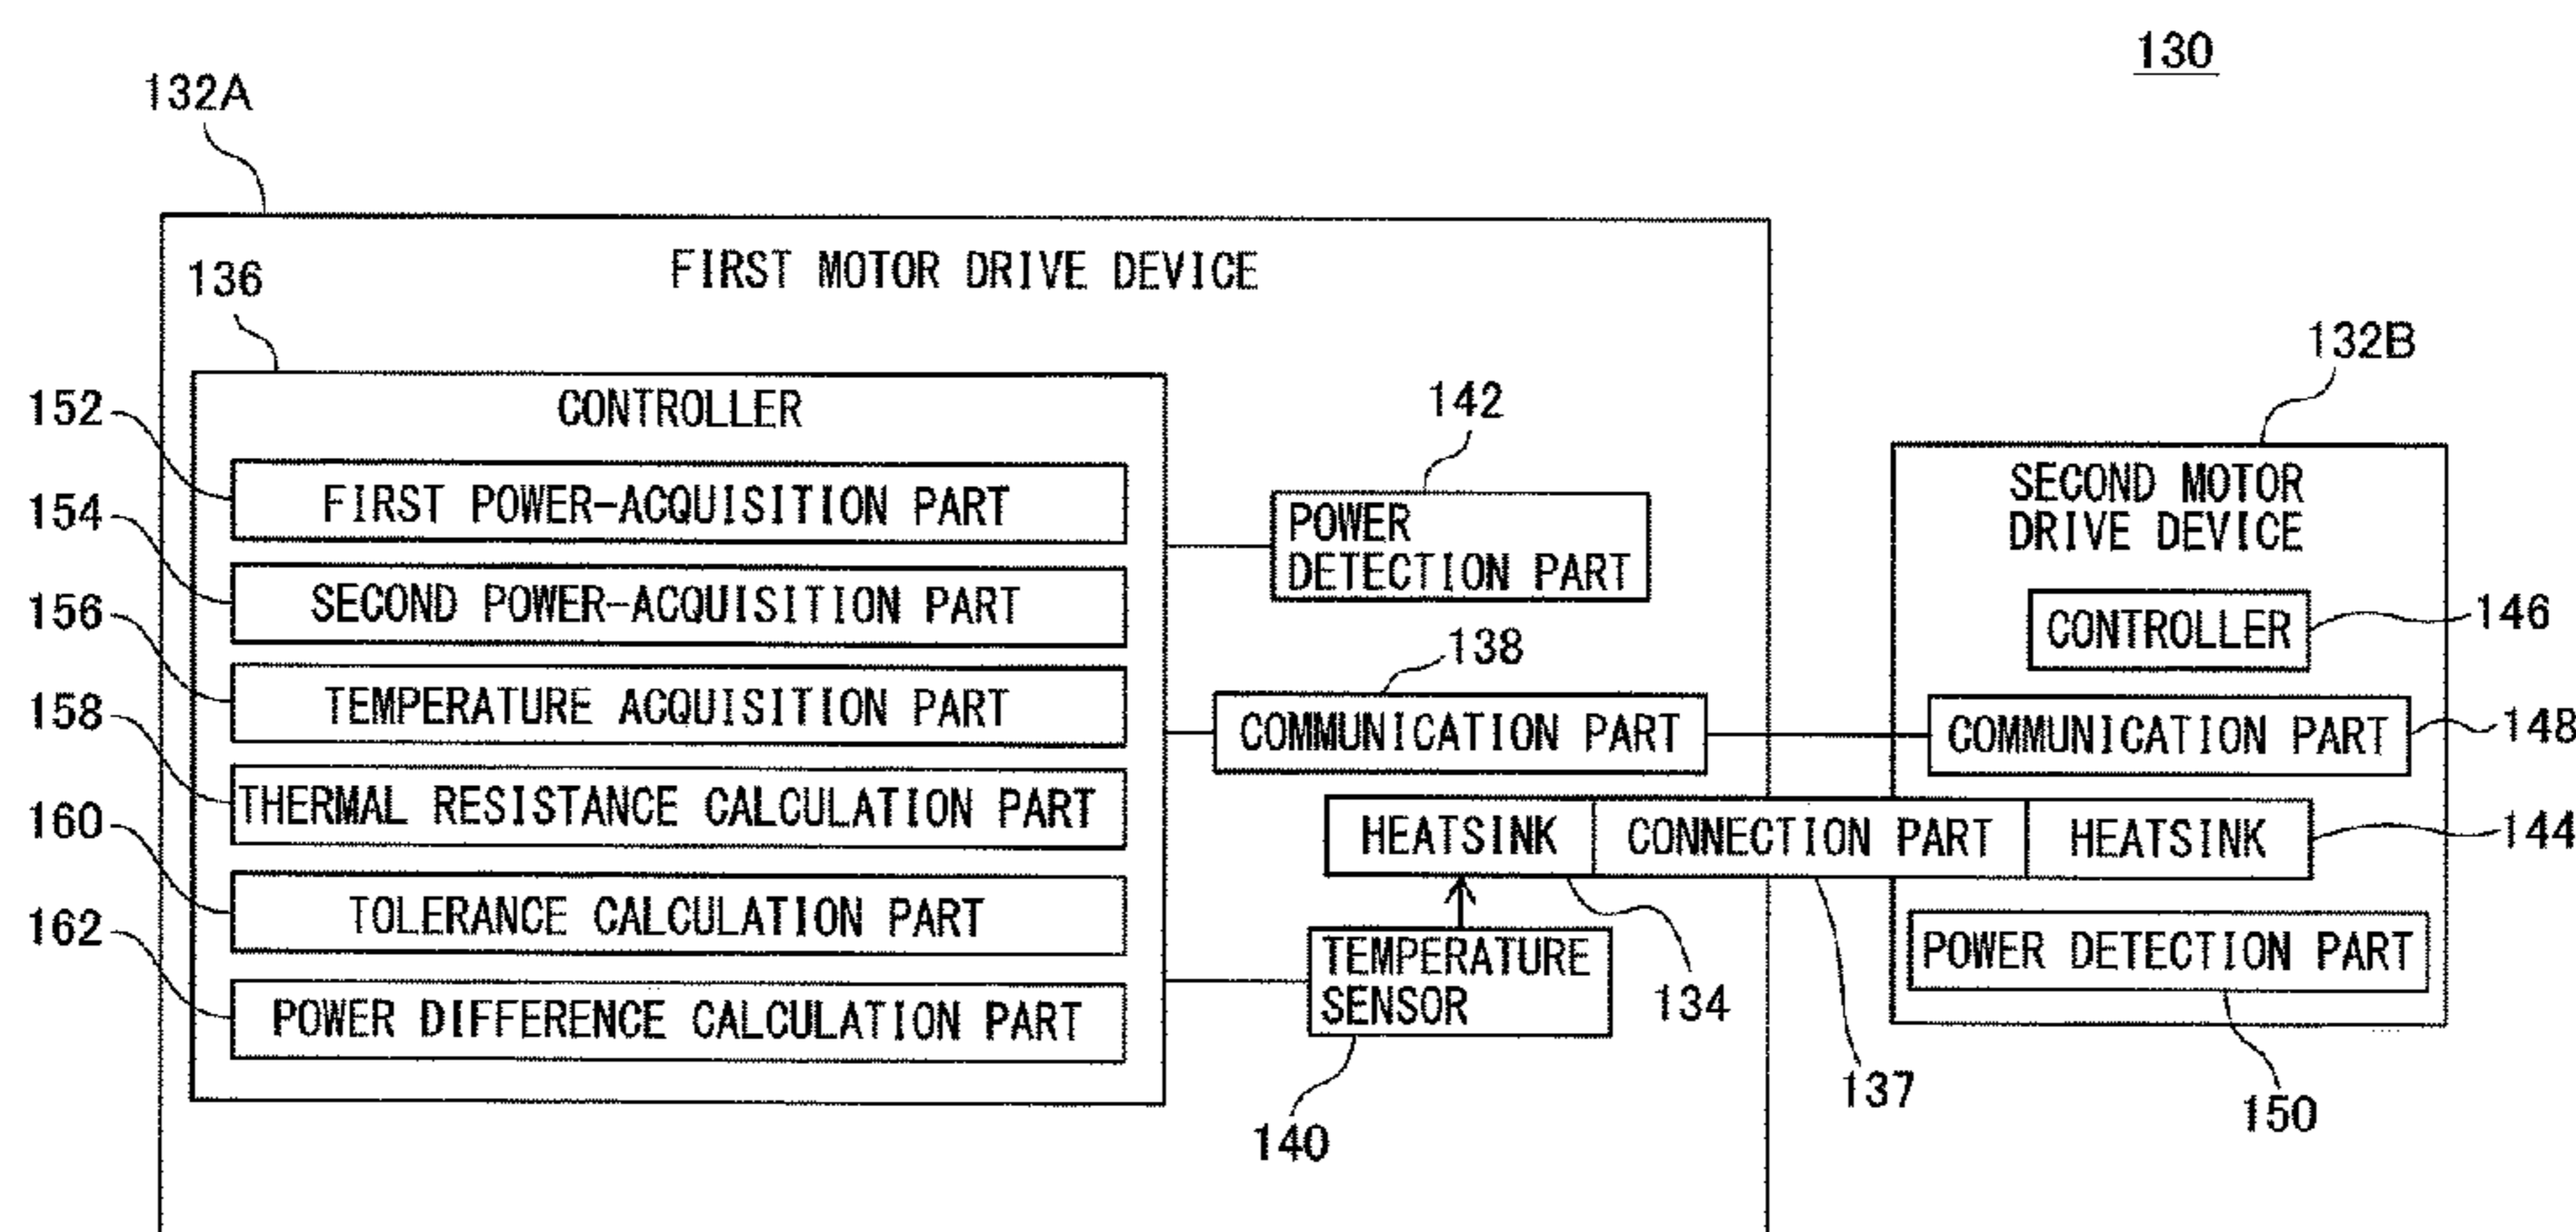 130
132A
FIRST MOTOR DRIVE DEVICE
136
132B
CONTROLLER
142
152
FIRST POWER-ACQUISITION PART
POWER
DETECTION PART
SECOND MOTOR
DRIVE DEVICE
154
SECOND POWER-ACQUISITION PART
CONTROLLER
146
156
138
TEMPERATURE ACQUISITION PART
COMMUNICATION PART
COMMUNICATION PART
148
158
THERMAL RESISTANCE CALCULATION PART
HEATSINK
CONNECTION PART
HEATSINK
144
160
TOLERANCE CALCULATION PART
TEMPERATURE
SENSOR
134
POWER DETECTION PART
162
POWER DIFFERENCE CALCULATION PART
137
150
140